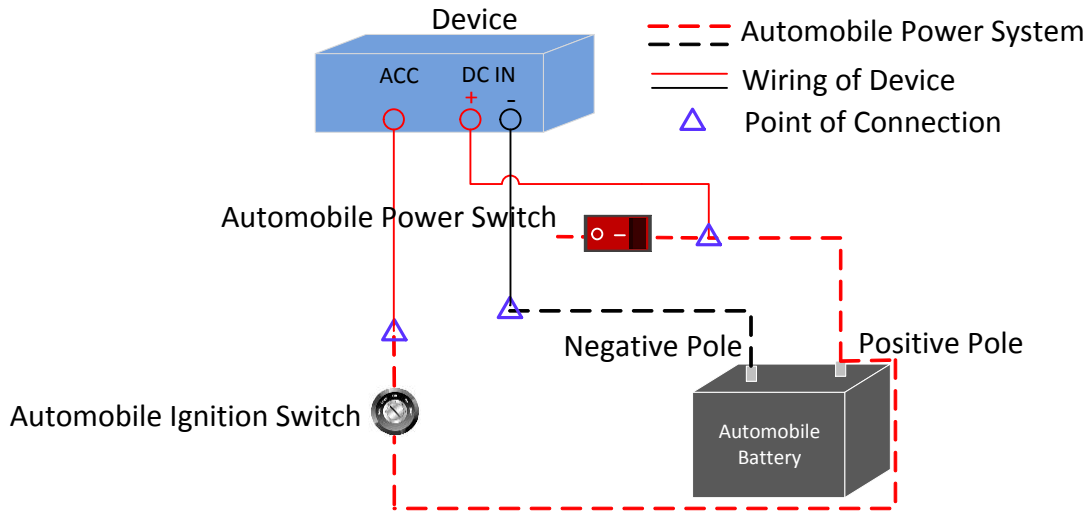 Device
Automobile Power System
ACC
DC IN
+
-
Wiring of Device
Point of Connection
Automobile Power Switch
Negative Pole
Positive Pole
Automobile Ignition Switch
Automobile
Battery